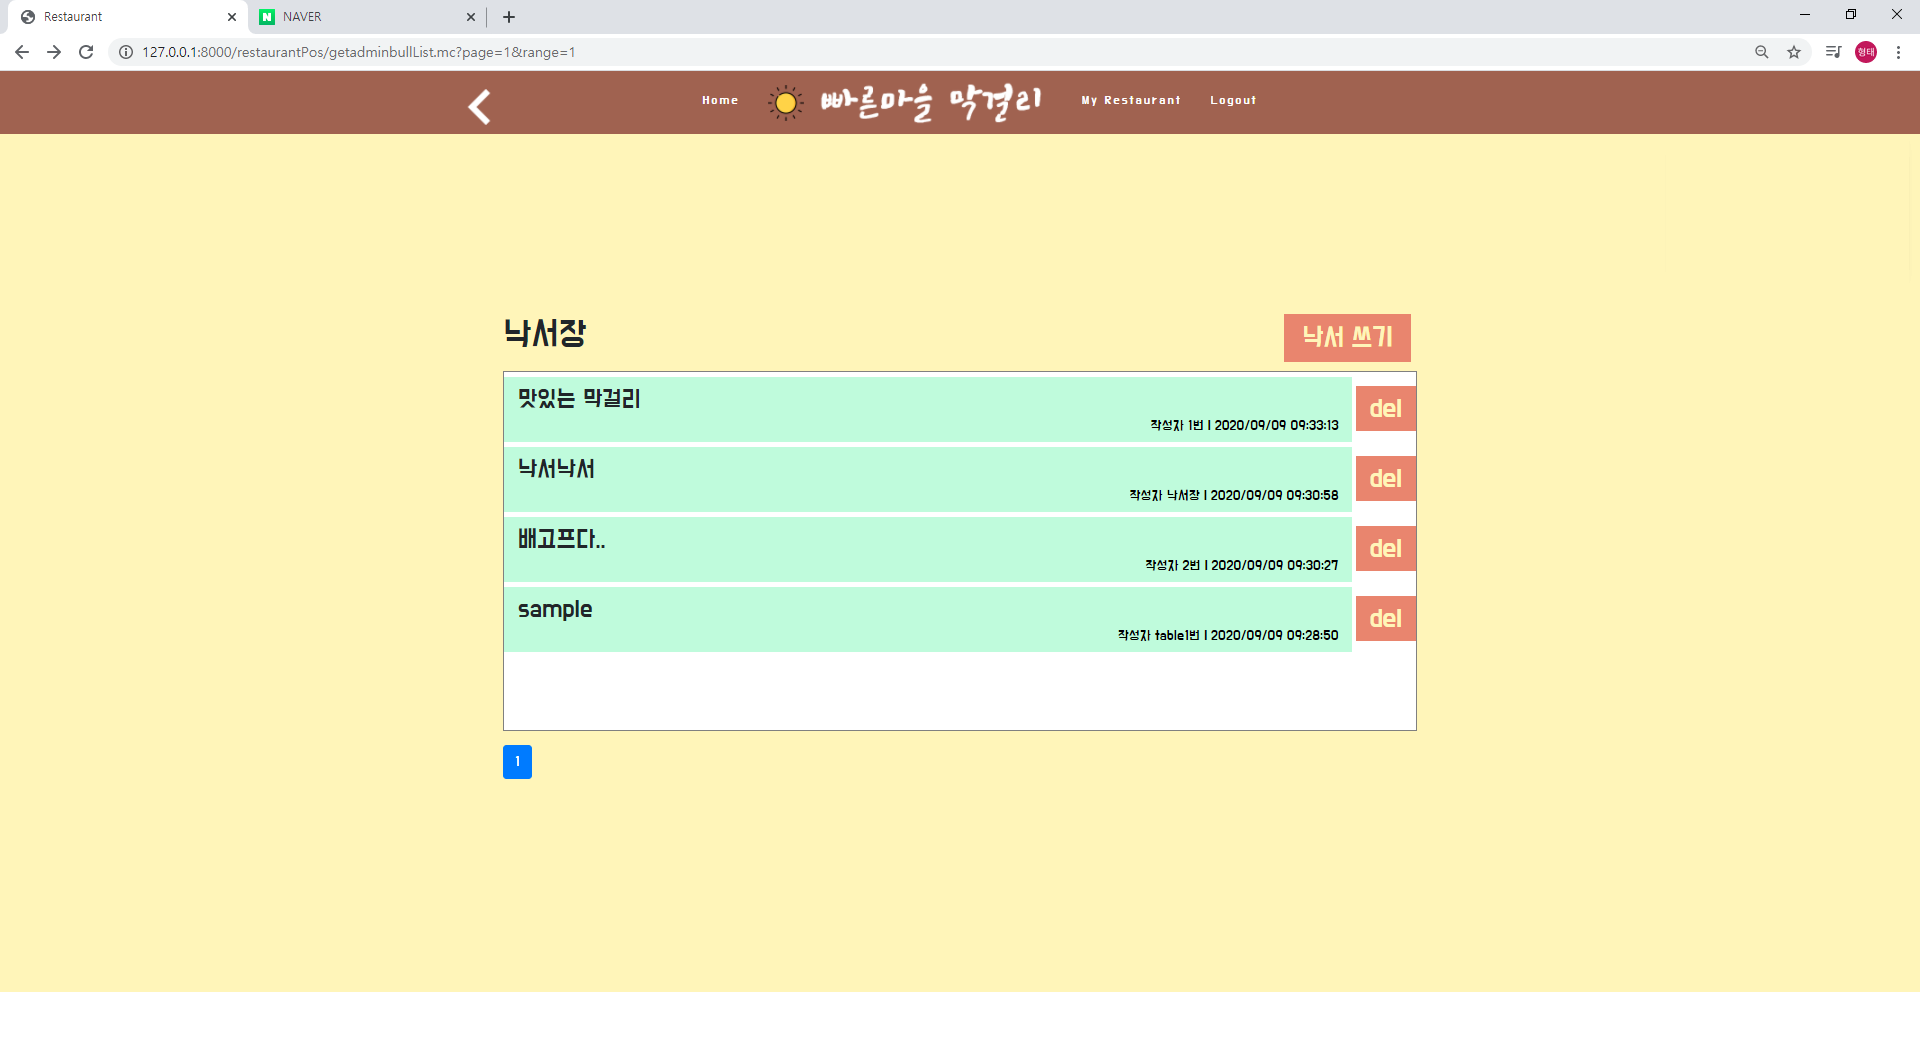 Restaurant
NAVER
127.0.0.1:8000/restaurantPos/getadminbullList.mc?page=1&range=1
형태
Home
빠른마을 막걸리
My Restaurant
Logout
낙서장
낙서 쓰기
맛있는 막걸리
작성자 1번 | 2020/09/09 09:33:13
del
낙서낙서
작성자 낙서장 | 2020/09/09 09:30:58
del
배고프다..
작성자 2번 | 2020/09/09 09:30:27
del
sample
작성자 table1번 | 2020/09/09 09:28:50
del
1